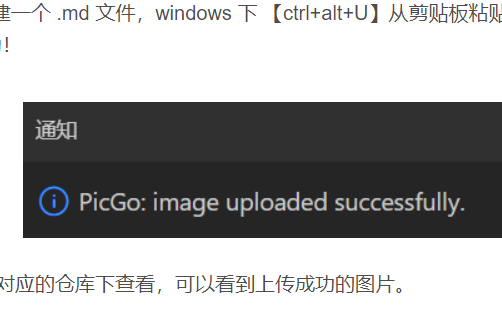 建一个 .md 文件，windows 下 【ctrl+alt+U】从剪贴板粘贴
！
通知
PicGo: image uploaded successfully.
对应的仓库下查看，可以看到上传成功的图片。